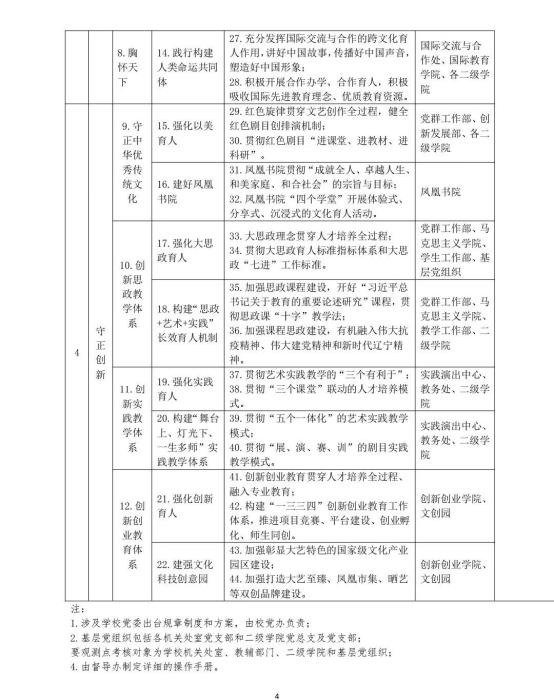 8.胸
怀天
下
14.践行构建
人类命运共同
体
27.充分发挥国际交流与合作的跨文化育
人作用,讲好中国故事,传播好中国声音,
塑造好中国形象;
28.积极开展合作办学、合作育人,积极
吸收国际先进教育理念、优质教育资源。
国际交流与合
作处、国际教育
学院、各二级学
院
4
守
正
创
新
9.守
正中
华优
秀传
统文
化
15.强化以美
育人
29.红色旋律贯穿文艺创作全过程,健全
红色剧目创排演机制;
30.贯彻红色剧目“进课堂、进教材、进
科研”。
党群工作部、创
新发展部、各二
级学院
16.建好凤凰
书院
31.凤凰书院贯彻“成就全人、卓越人生、
和美家庭、和合社会”的宗旨与目标;
32.凤凰书院“四个学堂”开展体验式、
分享式、沉浸式的文化育人活动。
凤凰书院
10.创
新思
政教
学体
系
17.强化大思
政育人
33.大思政理念贯穿人才培养全过程;
34.贯彻大思政育人标准指标体系和大思
政“七进”工作标准。
党群工作部、马
克思主义学院、
学生工作部、基
层党组织
18.构建“思政
+艺术+实践”
长效育人机制
35.加强思政课程建设,开好“习近平总
书记关于教育的重要论述研究”课程,贯
彻思政课“十字”教学法;
36.加强课程思政建设,有机融入伟大抗
疫精神、伟大建党精神和新时代辽宁精
神。
党群工作部、马
克思主义学院、
教学工作部、二
级学院
11.创
新实
践教
学体
系
19.强化实践
育人
37.贯彻艺术实践教学的“三个有利于”;
38.贯彻“三个课堂”联动的人才培养模
式。
实践演出中心、
教务处、二级学
院
20.构建“舞台
上、灯光下、
一生多师”实
践教学体系
39.贯彻“五个一体化”的艺术实践教学
模式;
40.贯彻“展、演、赛、训”的剧目实践
教学模式。
实践演出中心、
教务处、二级学
院
12.创
新创
业教
育体
系
21.强化创新
育人
41.创新创业教育贯穿人才培养全过程、
融入专业教育;
42.构建“一三三四”创新创业教育工作
体系,推进项目竞赛、平台建设、创业孵
化、师生同创。
创新创业学院、
文创园
22.建强文化
科技创意园
43.加强彰显大艺特色的国家级文化产业
园区建设;
44.加强打造大艺至臻、凤凰市集、晒艺
等双创品牌建设。
创新创业学院、
文创园
注:
1.涉及学校党委出台规章制度和方案,由校党办负责;
2.基层党组织包括各机关处室党支部和二级学院党总支及党支部;
要观测点考核对象为学校机关处室、教辅部门、二级学院和基层党组织;
4.由督导办制定详细的操作手册。
4